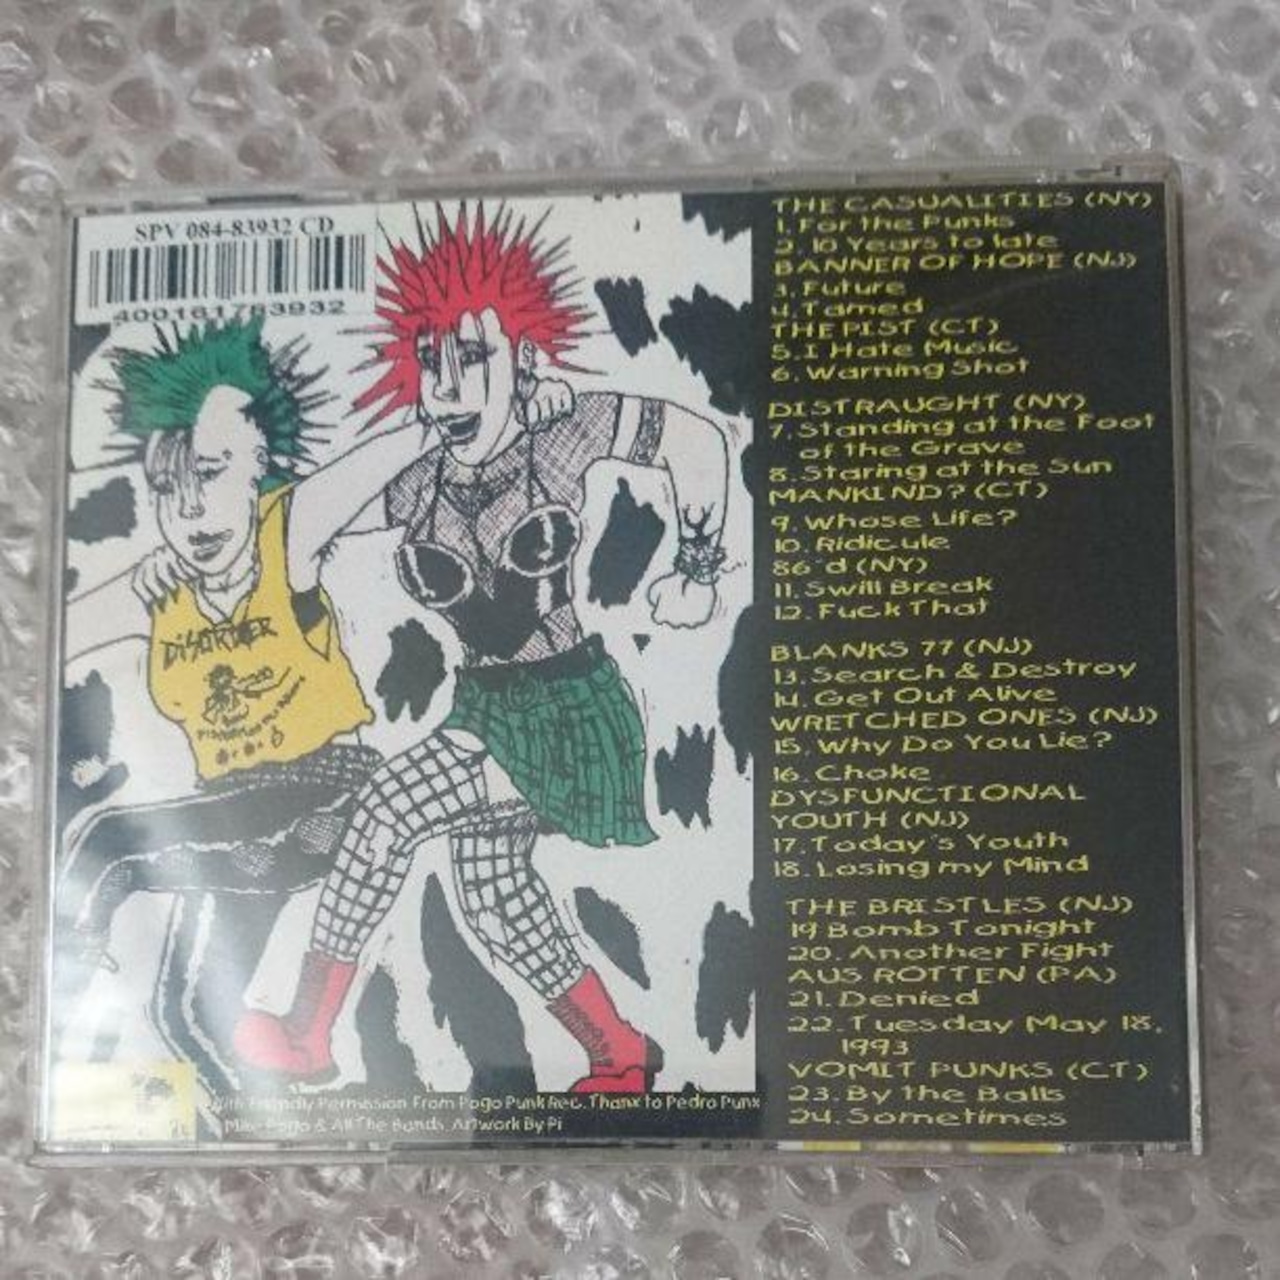 SPV 084-83932 CD
400161783932
DISORDER
THE CASUALITIES (NY)
1. For the Punks
2. 10 Years to late
BANNER OF HOPE (NJ)
3. Future
4. Tamed
THE PIST (CT)
5. I Hate Music
6. Warning Shot
DISTRAUGHT (NY)
7. Standing at the Foot
of the Grave
8. Staring at the Sun
MANKIND? (CT)
9. Whose Life?
10. Ridicule
86'd (NY)
11. Swill Break
12. Fuck That
BLANKS 77 (NJ)
13. Search & Destroy
14. Get Out Alive
WRETCHED ONES (NJ)
15. Why Do You Lie?
16. Choke
DYSFUNCTIONAL
YOUTH (NJ)
17. Today's Youth
18. Losing my Mind
THE BRISTLES (NJ)
19 Bomb Tonight
20. Another Fight
AUS ROTTEN (PA)
21. Denied
22. Tuesday May 18,
1993
VOMIT PUNKS (CT)
23. By the Balls
24. Sometimes
With Friendly Permission From Pogo Punk Rec. Thanx to Pedro Punx
Mike Pogo & All The Bands. Artwork By Pi